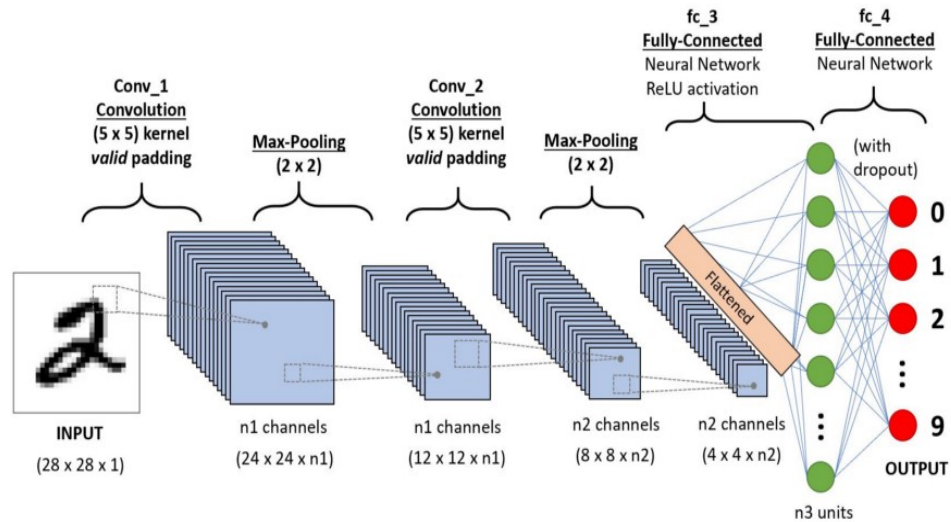 fc_3
Fully-Connected
Neural Network
ReLU activation
fc_4
Fully-Connected
Neural Network
Conv_1
Convolution
(5 x 5) kernel
valid padding
Max-Pooling
(2 x 2)
Conv_2
Convolution
(5 x 5) kernel
valid padding
Max-Pooling
(2 x 2)
(with
dropout)
Flattened
0
1
2
9
INPUT
(28 x 28 x 1)
n1 channels
(24 x 24 x n1)
n1 channels
(12 x 12 x n1)
n2 channels
(8 x 8 x n2)
n2 channels
(4 x 4 x n2)
OUTPUT
n3 units
2